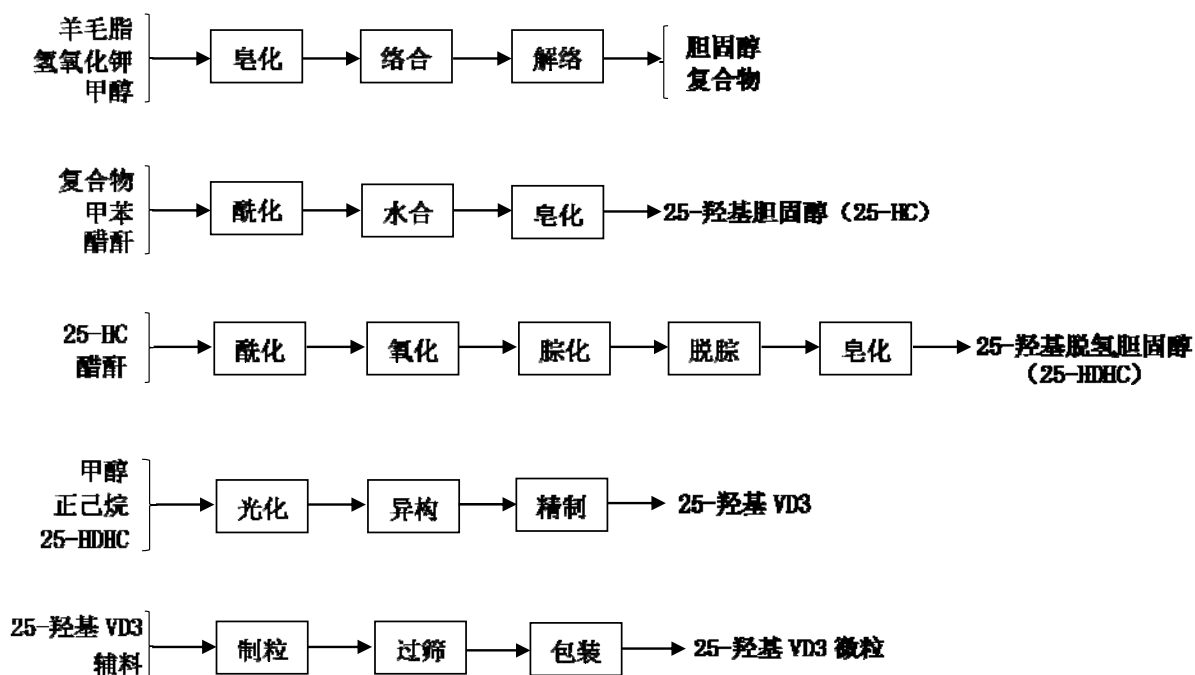 羊毛脂
氢氧化钾
甲醇
皂化
络合
解络
胆固醇
复合物
复合物
甲苯
醋酐
酰化
水合
皂化
25-羟基胆固醇（25-HC）
25-HC
醋酐
酰化
氧化
腙化
脱腙
皂化
25-羟基脱氢胆固醇
（25-HDHC）
甲醇
正己烷
25-HDHC
光化
异构
精制
25-羟基 VD3
25-羟基 VD3
辅料
制粒
过筛
包装
25-羟基 VD3 微粒